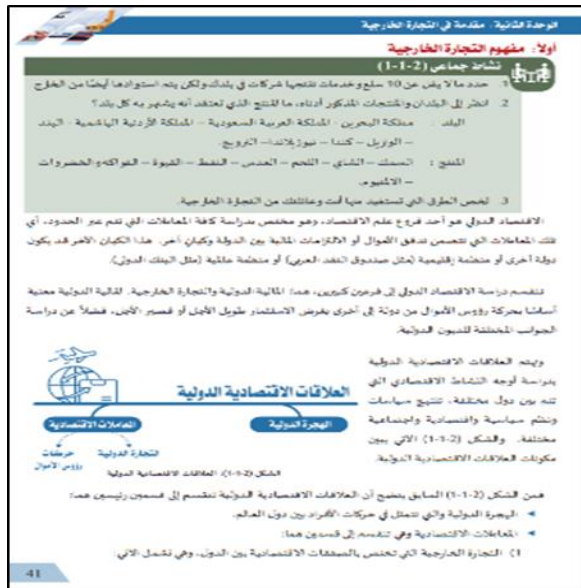 الوحدة الثانية: مقدمة في التجارة الخارجية
أولاً: مفهوم التجارة الخارجية
نشاط جماعي (2-1-1)
1. حدد ما لا يقل عن 10 سلع وخدمات تنتجها شركات في بلدك ولكن يتم استيرادها أيضًا من الخارج
2. انظر إلى البلدان والمنتجات المذكور أدناه، ما المنتج الذي تعتقد أنه يشتهر به كل بلد؟
البلد : مملكة البحرين - المملكة العربية السعودية – المملكة الأردنية الهاشمية - الهند
– البرازيل – كندا – نيوزيلاندا- النرويج.
المنتج : السمك – الشاي – اللحم – العدس – النفط – القهوة – الفواكه والخضروات
– الالمنيوم.
3. لخص الطرق التي تستفيد منها أنت وعائلتك من التجارة الخارجية.
الاقتصاد الدولي هو أحد فروع علم الاقتصاد، وهو مختص بدراسة كافة المعاملات التي تتم عبر الحدود، أي
تلك المعاملات التي تتضمن تدفق الأموال أو الالتزامات المالية بين الدولة وكيان آخر. هذا الكيان الآخر قد يكون
دولة أخرى أو منظمة إقليمية (مثل صندوق النقد العربي) أو منظمة عالمية (مثل البنك الدولي).
تنقسم دراسة الاقتصاد الدولي إلى فرعين كبيرين، هما: المالية الدولية والتجارة الخارجية. المالية الدولية معنية
أساسًا بحركة رؤوس الأموال من دولة إلى أخرى بغرض الاستثمار طويل الأجل أو قصير الأجل، فضلاً عن دراسة
الجوانب المختلفة للديون الدولية.
ويهتم العلاقات الاقتصادية الدولية
بدراسة أوجه النشاط الاقتصادي التي
تتم بين دول مختلفة، تنتهج سياسات
ونظم سياسية واقتصادية واجتماعية
مختلفة. والشكل (2-1-1) الآتي يبين
مكونات العلاقات الاقتصادية الدولية.
العلاقات الاقتصادية الدولية
الهجرة الدولية
المعاملات الاقتصادية
التجارة الدولية
حركات
رؤوس الأموال
الشكل (2-1-1): العلاقات الاقتصادية الدولية
فمن الشكل (2-1-1) السابق يتضح أن العلاقات الاقتصادية الدولية تنقسم إلى قسمين رئيسين هما:
الهجرة الدولية والتي تتمثل في حركات الأفراد بين دول العالم.
المعاملات الاقتصادية وهي تنقسم إلى قسمين هما:
1) التجارة الخارجية التي تختص بالصفقات الاقتصادية بين الدول، وهي تشمل الآتي:
41